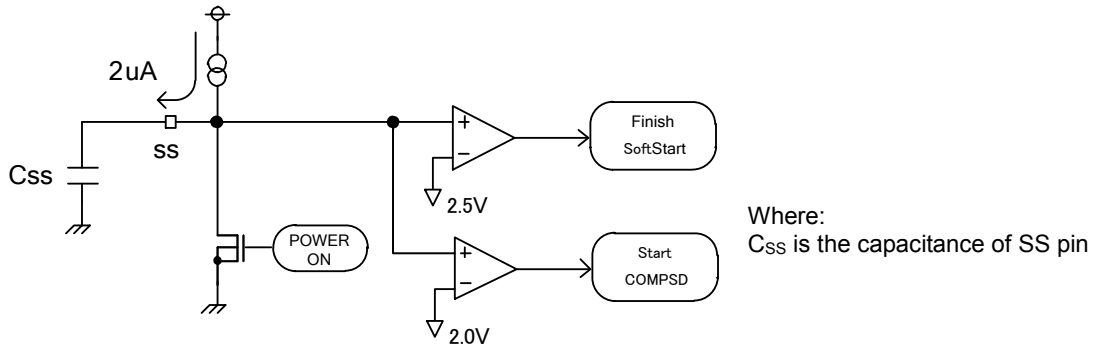 2uA
ss
Css
2.5V
Finish
SoftStart
POWER
ON
2.0V
Start
COMPSD
Where:
CSS is the capacitance of SS pin